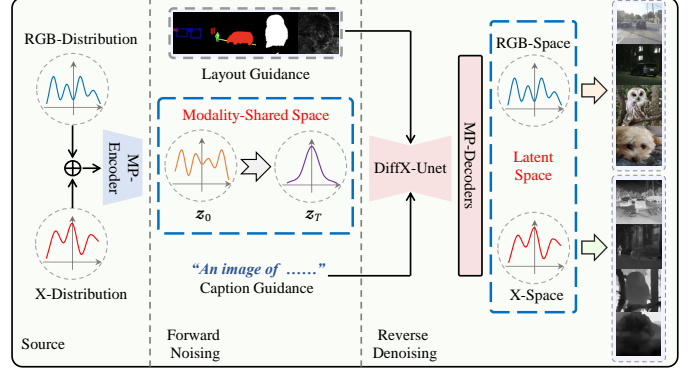 RGB-Distribution
MP-
Encoder
X-Distribution
Source
Layout Guidance
Modality-Shared Space
z0
zT
“An image of ……”
Caption Guidance
Forward
Noising
DiffX-Unet
Reverse
Denoising
MP-Decoders
RGB-Space
Latent
Space
X-Space